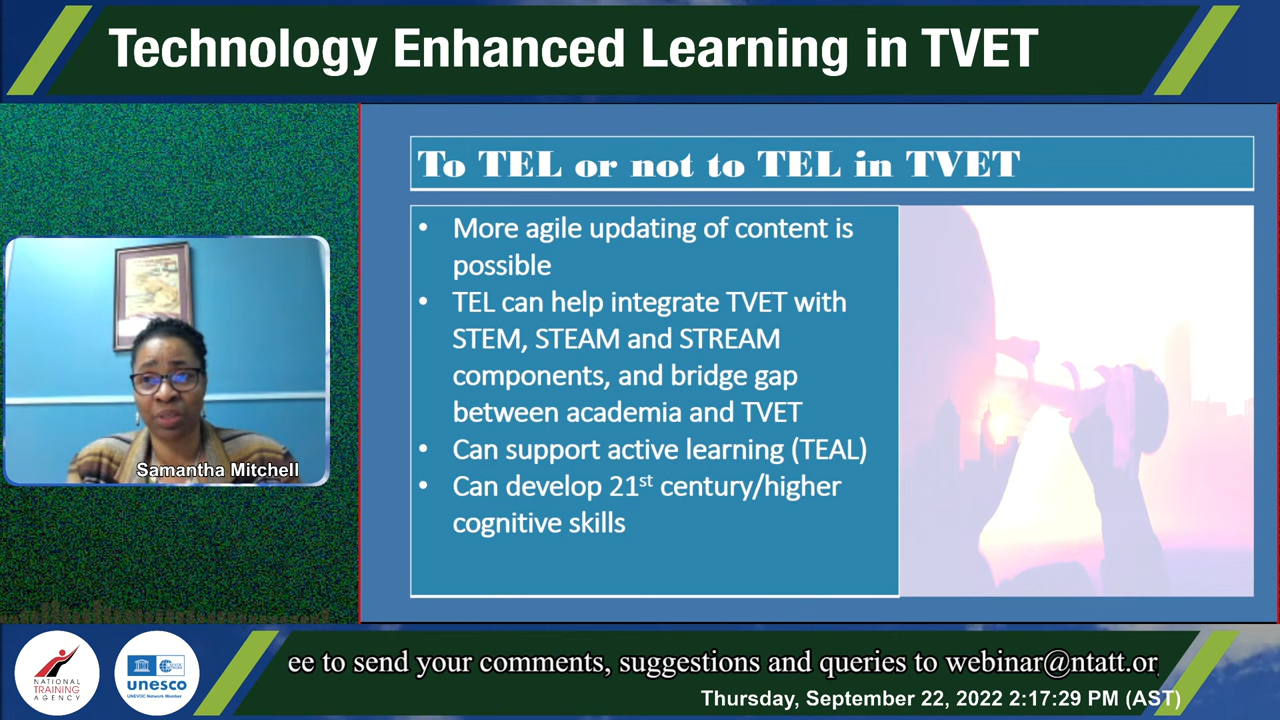 Technology Enhanced Learning in TVET
To TEL or not to TEL in TVET
• More agile updating of content is
possible
• TEL can help integrate TVET with
STEM, STEAM and STREAM
components, and bridge gap
between academia and TVET
• Can support active learning (TEAL)
• Can develop 21st century/higher
cognitive skills
Samantha Mitchell
NATIONAL
TRAINING
AGENCY
unesco
UNEVOC Network Member
ee to send your comments, suggestions and queries to webinar@ntatt.or
Thursday, September 22, 2022 2:17:29 PM (AST)